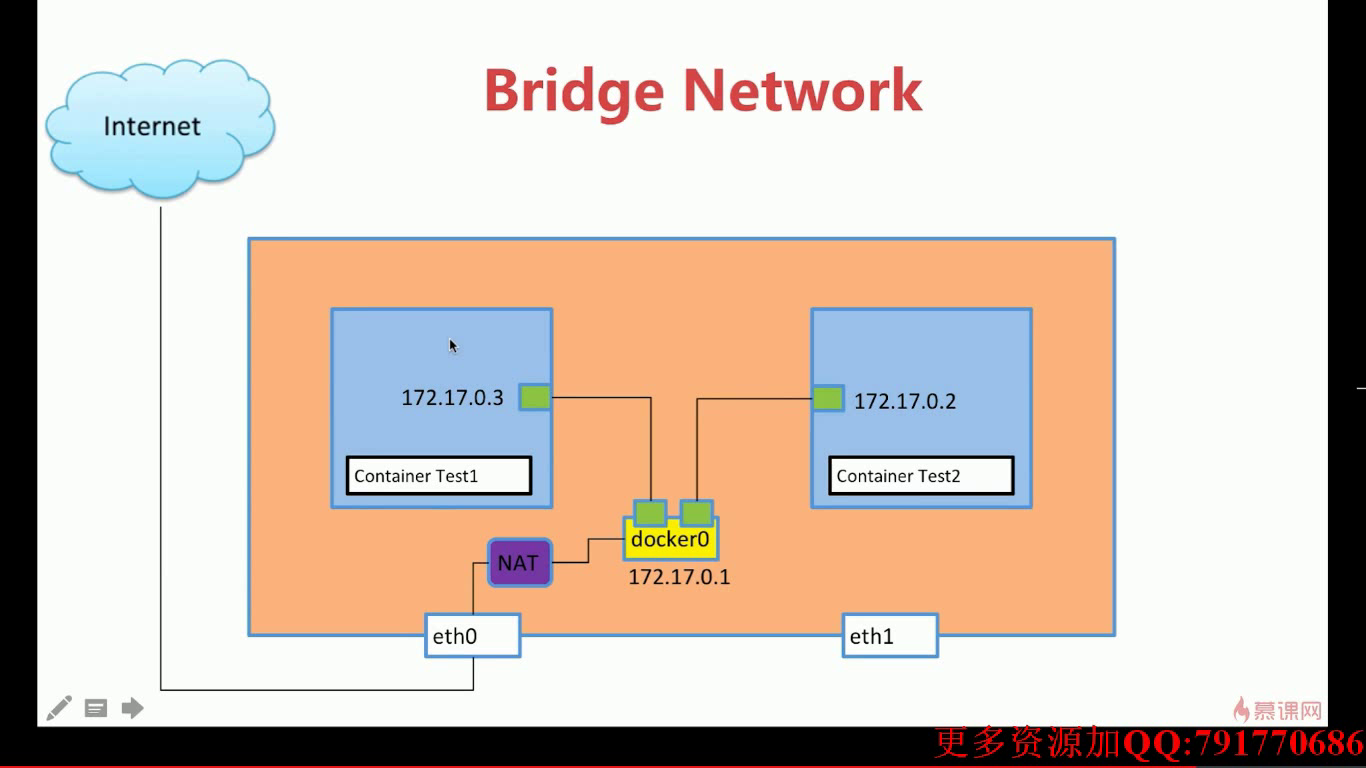 Bridge Network
Internet
172.17.0.3
172.17.0.2
Container Test1
Container Test2
docker0
NAT
172.17.0.1
eth0
eth1
慕课网
更多资源加QQ:791770686